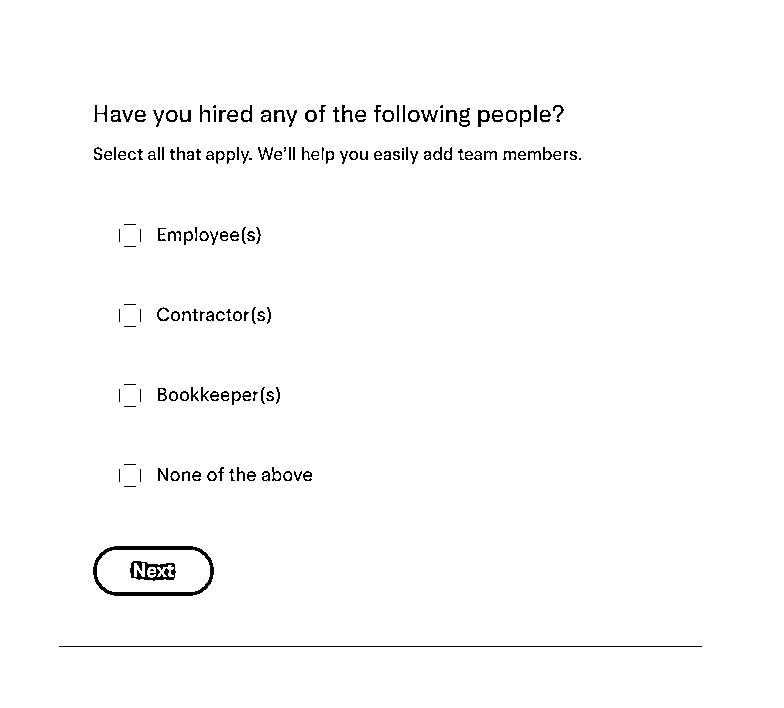 Have you hired any of the following people?
Select all that apply. We'll help you easily add team members.
Employee(s)
Contractor(s)
Bookkeeper(s)
None of the above
Next